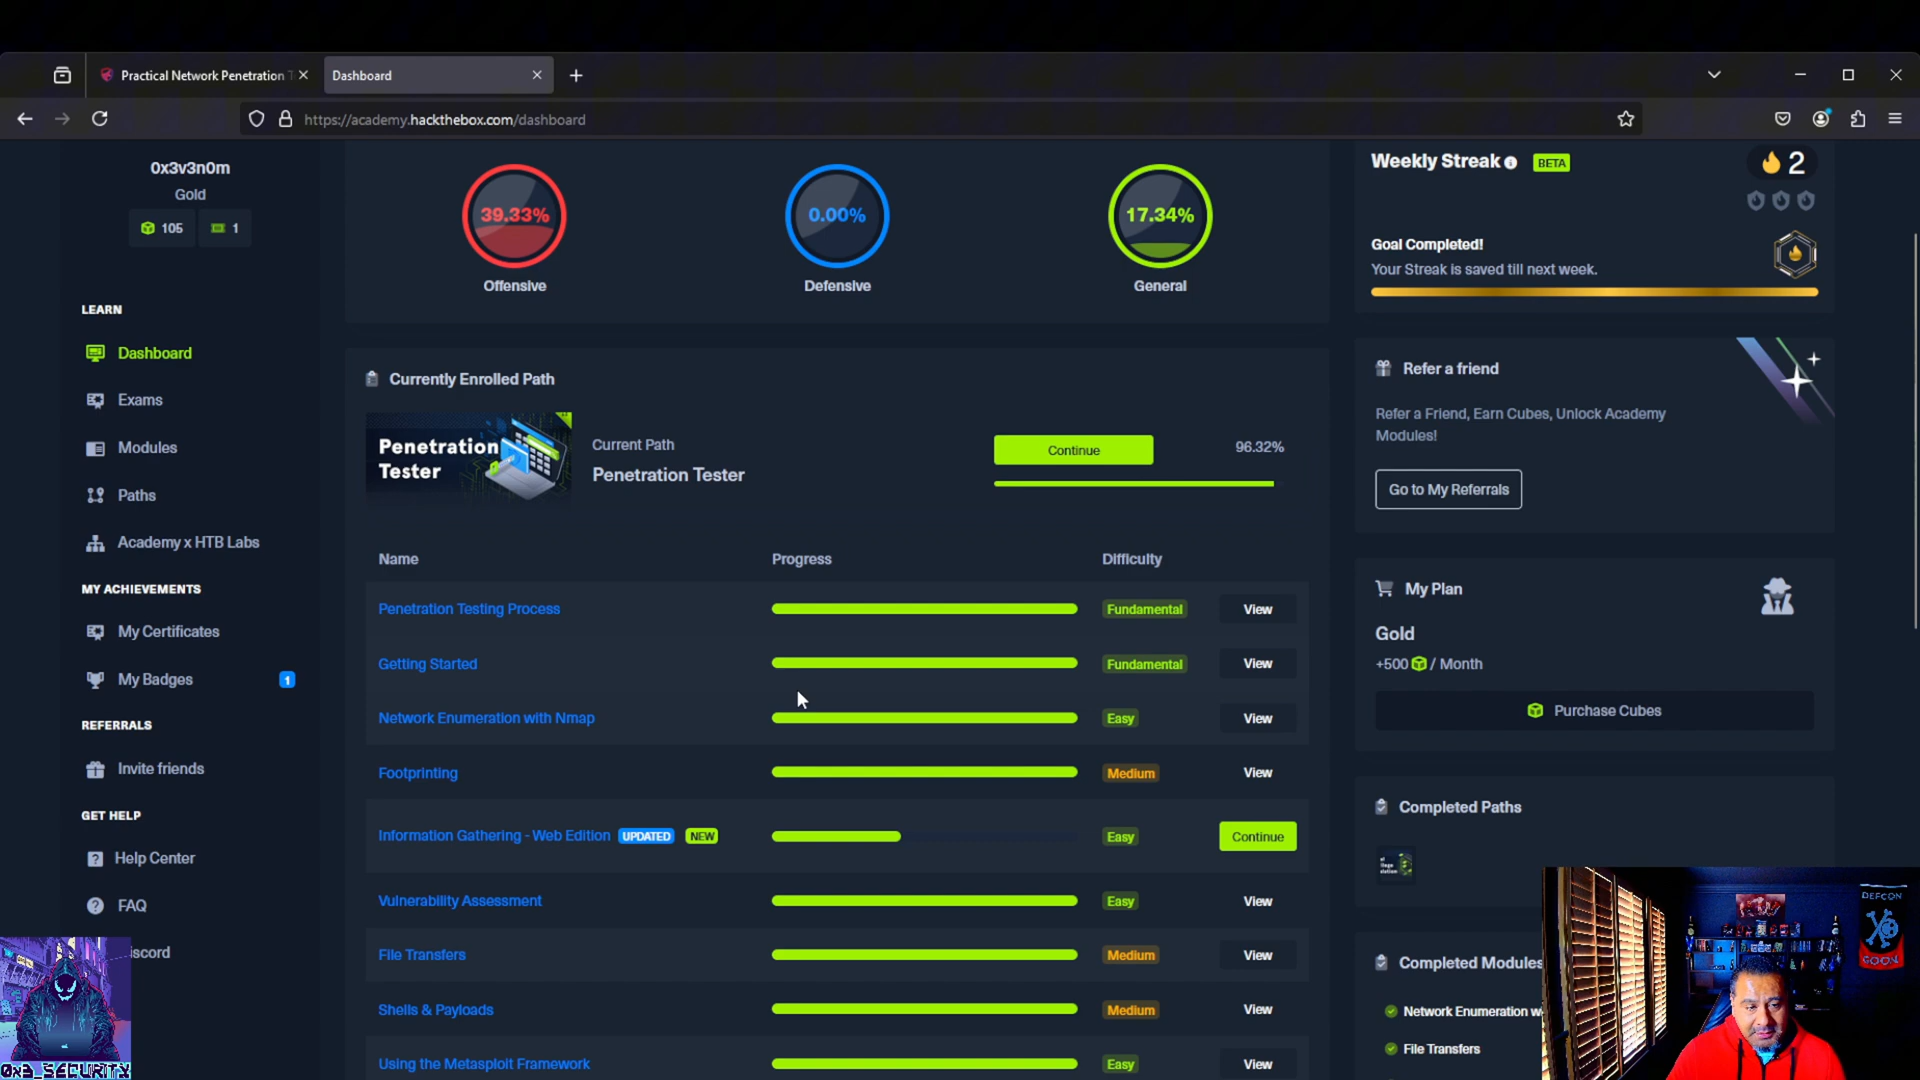 Practical Network Penetration T
Dashboard
https://academy.hackthebox.com/dashboard
0x3v3n0m
Gold
105
1
LEARN
Dashboard
Exams
Modules
Paths
Academy x HTB Labs
MY ACHIEVEMENTS
My Certificates
My Badges
1
REFERRALS
Invite friends
GET HELP
Help Center
FAQ
iscord
0x3_SECURITY
39.33%
0.00%
17.34%
Offensive
Defensive
General
Currently Enrolled Path
Penetration
Tester
Current Path
Penetration Tester
Continue
96.32%
Name
Progress
Difficulty
Penetration Testing Process
Fundamental
View
Getting Started
Fundamental
View
Network Enumeration with Nmap
Easy
View
Footprinting
Medium
View
Information Gathering - Web Edition UPDATED NEW
Easy
Continue
Vulnerability Assessment
Easy
View
File Transfers
Medium
View
Shells & Payloads
Medium
View
Using the Metasploit Framework
Easy
View
Weekly Streak BETA
2
Goal Completed!
Your Streak is saved till next week.
Refer a friend
Refer a Friend, Earn Cubes, Unlock Academy
Modules!
Go to My Referrals
My Plan
Gold
+500 / Month
Purchase Cubes
Completed Paths
Completed Modules
Network Enumeration w
File Transfers
DEFCON
GOON